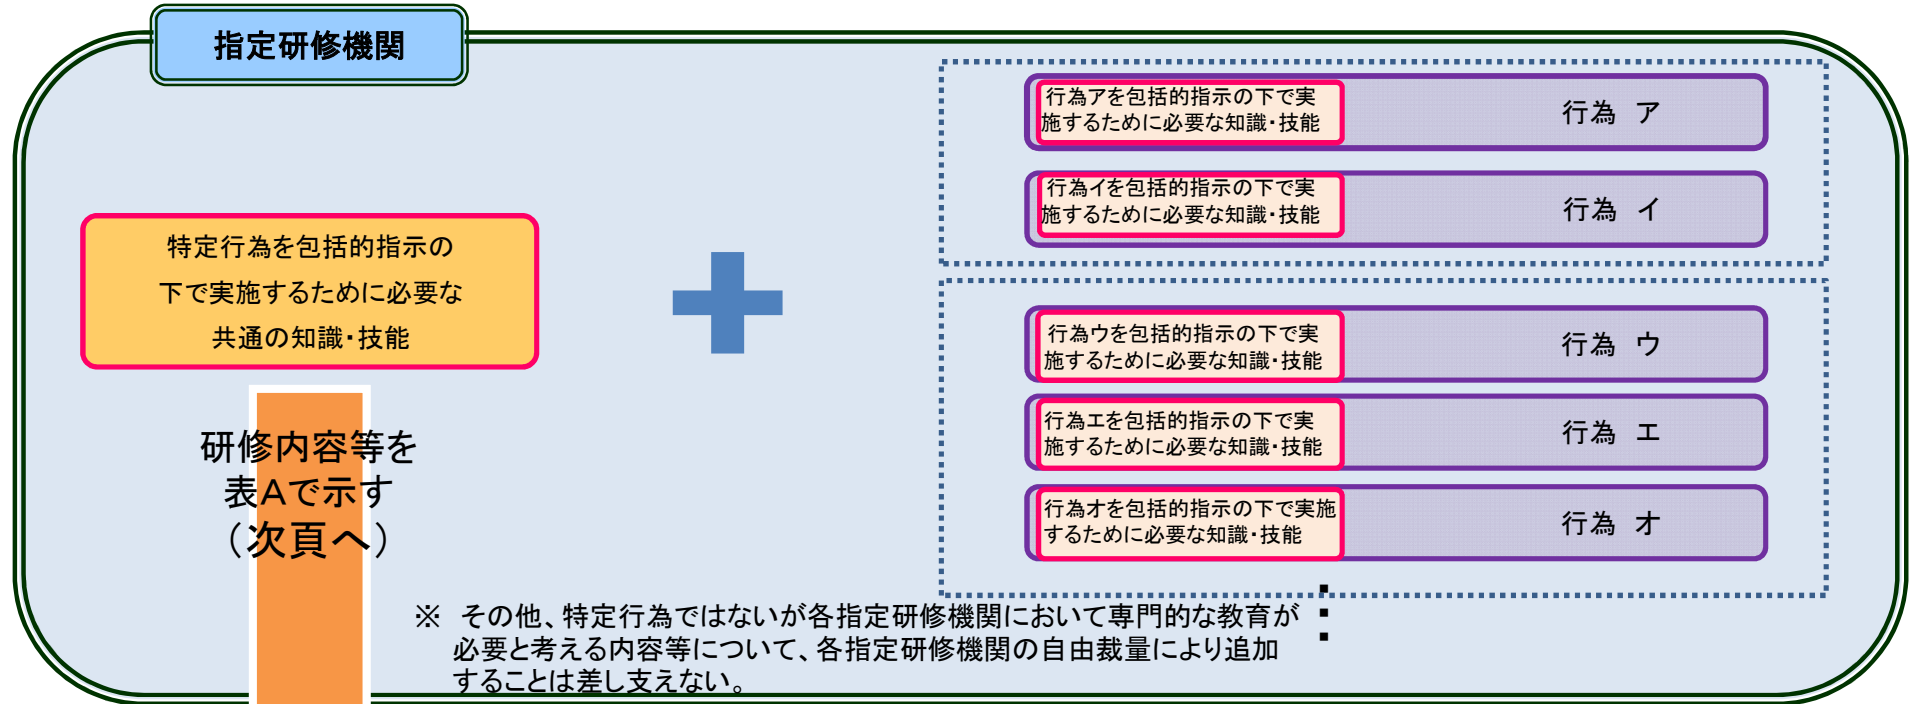 指定研修機関
特定行為を包括的指示の
下で実施するために必要な
共通の知識・技能
研修内容等を
表Aで示す
（次頁へ）
行為アを包括的指示の下で実
施するために必要な知識・技能
行為 ア
行為イを包括的指示の下で実
施するために必要な知識・技能
行為 イ
行為ウを包括的指示の下で実
施するために必要な知識・技能
行為 ウ
行為エを包括的指示の下で実
施するために必要な知識・技能
行為 エ
行為オを包括的指示の下で実施
するために必要な知識・技能
行為 オ
※ その他、特定行為ではないが各指定研修機関において専門的な教育が
必要と考える内容等について、各指定研修機関の自由裁量により追加
することは差し支えない。